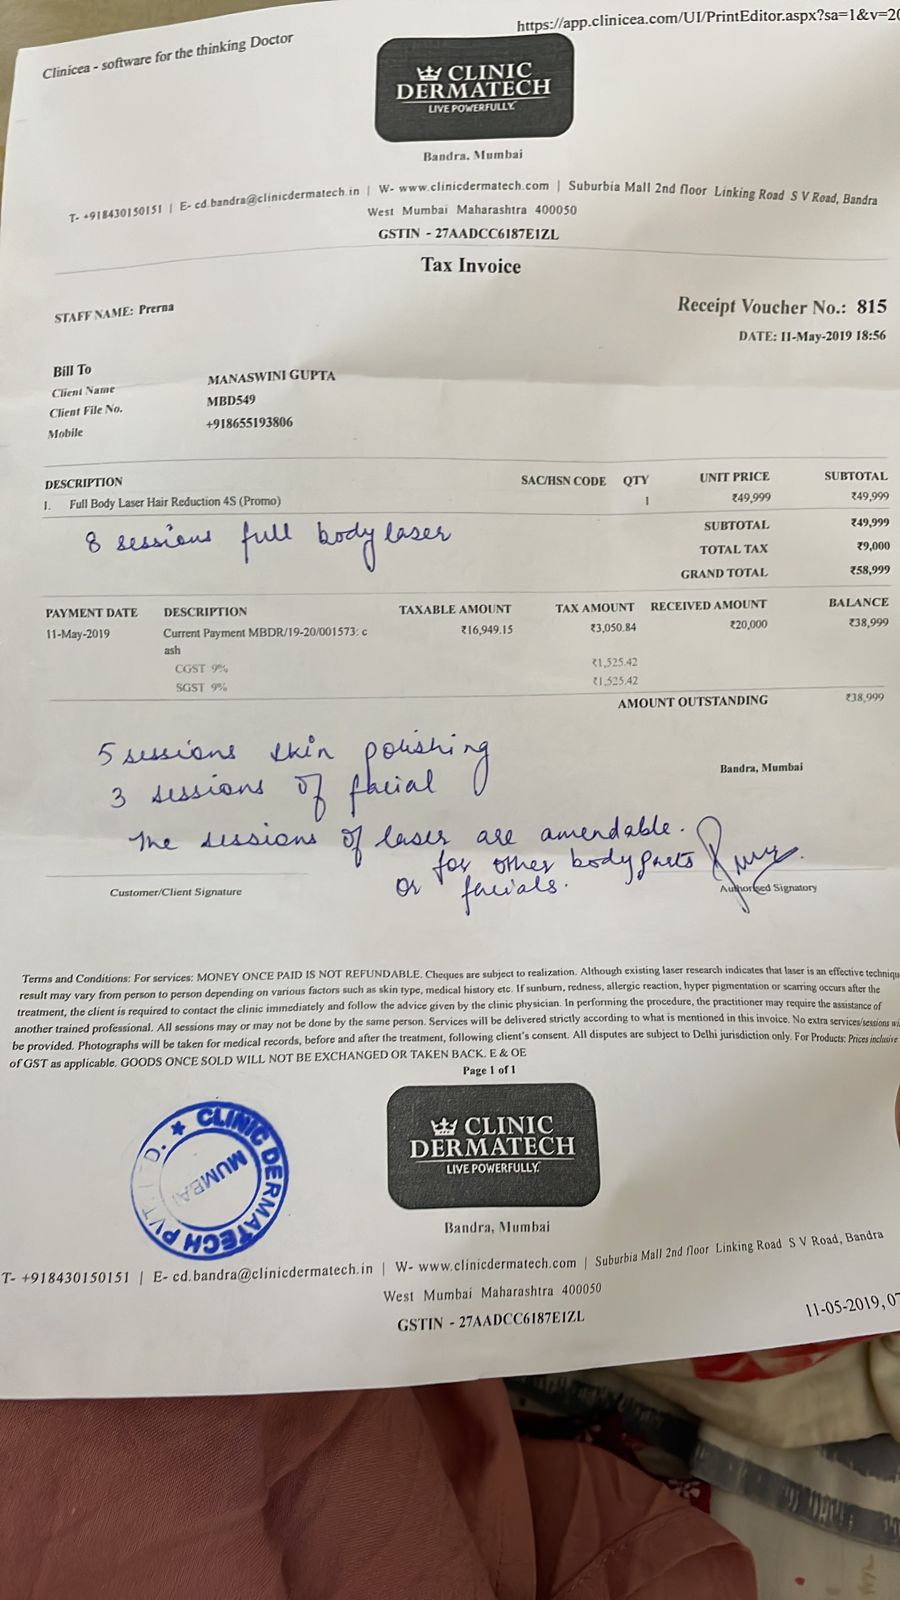 Clinicea - software for the thinking Doctor
https://app.clinicea.com/UI/PrintEditor.aspx?sa=1&v=20
CLINIC
DERMATECH
LIVE POWERFULLY.
Bandra, Mumbai
T- +918430150151 | E- cd.bandra@clinicdermatech.in | W- www.clinicdermatech.com | Suburbia Mall 2nd floor Linking Road S V Road, Bandra
West Mumbai Maharashtra 400050
GSTIN - 27AADCC6187E1ZL
Tax Invoice
STAFF NAME: Prerna
Receipt Voucher No.: 815
DATE: 11-May-2019 18:56
Bill To
Client Name MANASWINI GUPTA
Client File No. MBD549
Mobile +918655193806
DESCRIPTION SAC/HSN CODE QTY UNIT PRICE SUBTOTAL
1. Full Body Laser Hair Reduction 4S (Promo) 1 ₹49,999 ₹49,999
SUBTOTAL ₹49,999
8 sessions full body laser
TOTAL TAX ₹9,000
GRAND TOTAL ₹58,999
PAYMENT DATE DESCRIPTION TAXABLE AMOUNT TAX AMOUNT RECEIVED AMOUNT BALANCE
11-May-2019 Current Payment MBDR/19-20/001573: c ₹16,949.15 ₹3,050.84 ₹20,000 ₹38,999
ash
CGST 9% ₹1,525.42
SGST 9% ₹1,525.42
AMOUNT OUTSTANDING ₹38,999
5 sessions skin polishing
Bandra, Mumbai
3 sessions of facial
The sessions of laser are amendable.
for other body parts
or facials.
Customer/Client Signature
Authorised Signatory
Terms and Conditions: For services: MONEY ONCE PAID IS NOT REFUNDABLE. Cheques are subject to realization. Although existing laser research indicates that laser is an effective techniqu
result may vary from person to person depending on various factors such as skin type, medical history etc. If sunburn, redness, allergic reaction, hyper pigmentation or scarring occurs after the
treatment, the client is required to contact the clinic immediately and follow the advice given by the clinic physician. In performing the procedure, the practitioner may require the assistance of
another trained professional. All sessions may or may not be done by the same person. Services will be delivered strictly according to what is mentioned in this invoice. No extra services/sessions wi
be provided. Photographs will be taken for medical records, before and after the treatment, following client's consent. All disputes are subject to Delhi jurisdiction only. For Products: Prices inclusive
of GST as applicable. GOODS ONCE SOLD WILL NOT BE EXCHANGED OR TAKEN BACK. E & OE
Page 1 of 1
CLINIC DERMATECH PVT. LTD.
MUMBAI
CLINIC
DERMATECH
LIVE POWERFULLY.
Bandra, Mumbai
T- +918430150151 | E- cd.bandra@clinicdermatech.in | W- www.clinicdermatech.com | Suburbia Mall 2nd floor Linking Road S V Road, Bandra
West Mumbai Maharashtra 400050
GSTIN - 27AADCC6187E1ZL
11-05-2019, 07